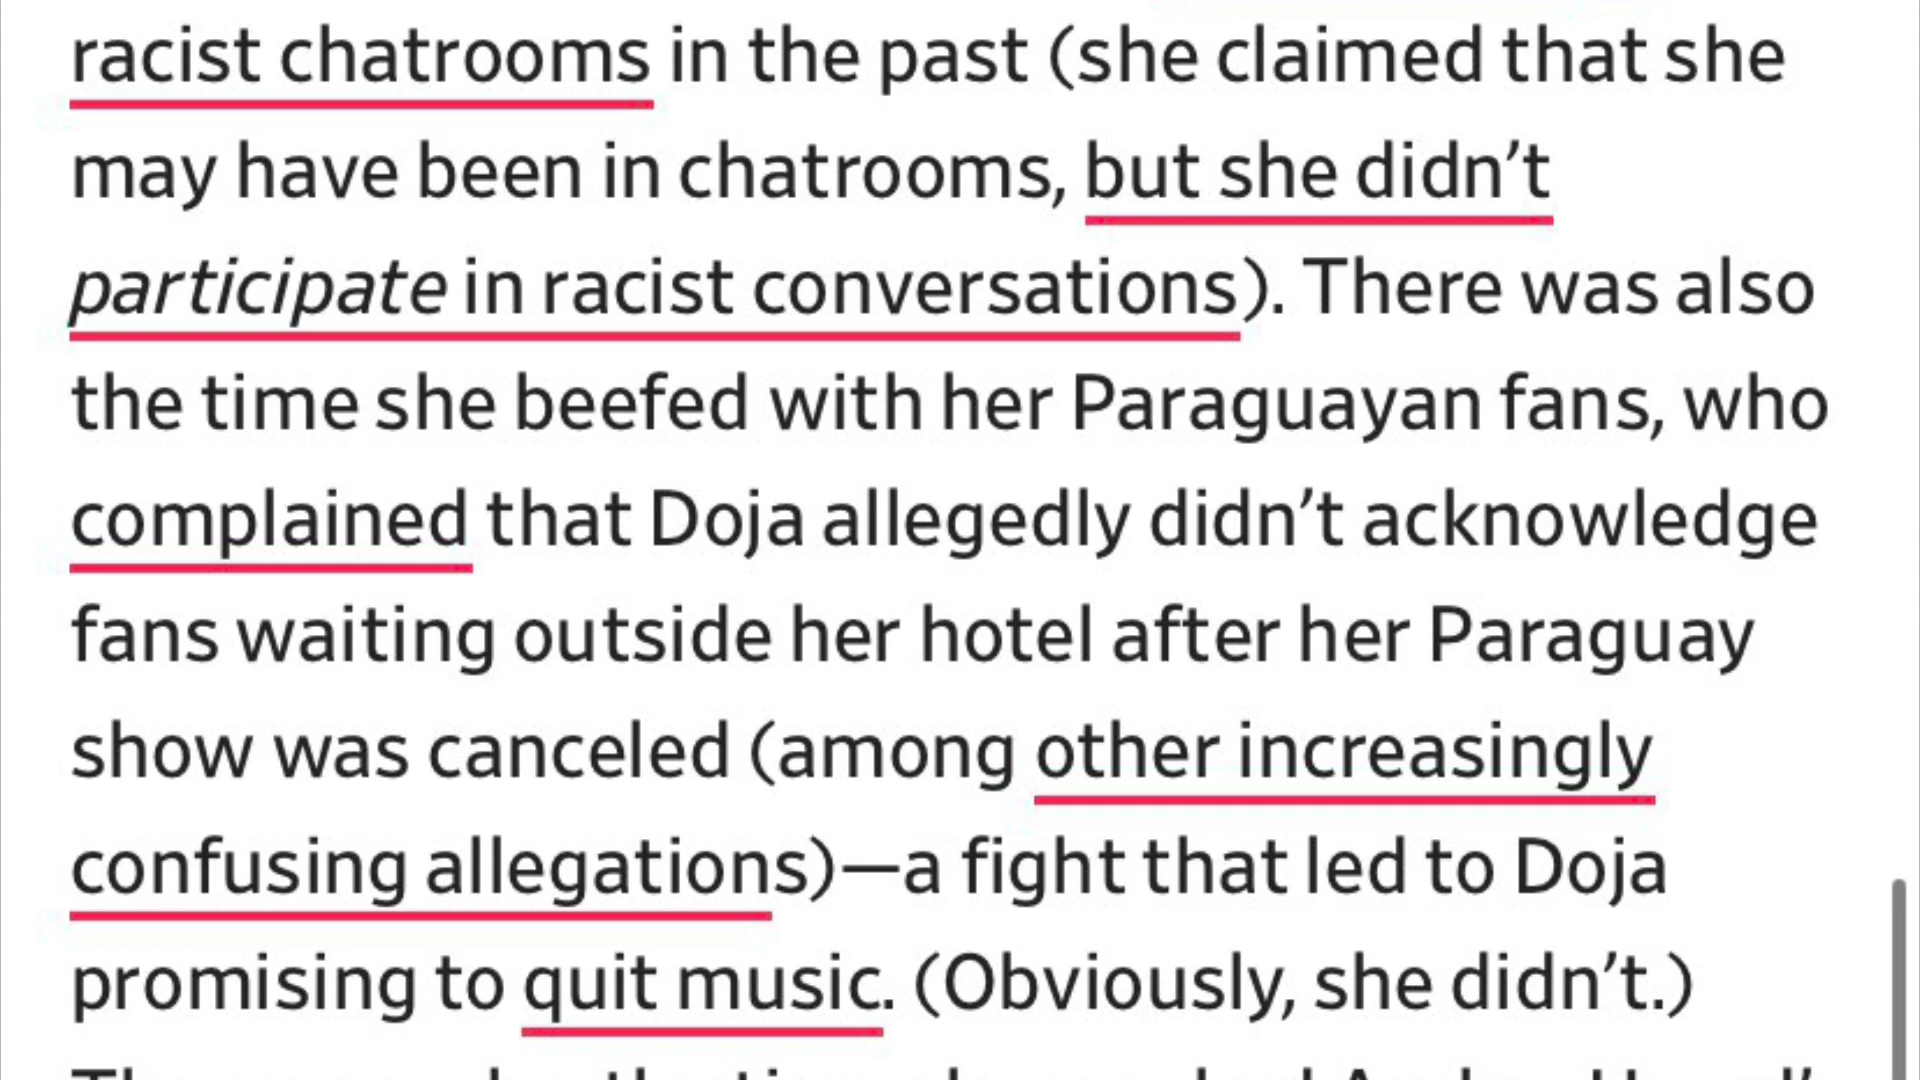 racist chatrooms in the past (she claimed that she
may have been in chatrooms, but she didn’t
participate in racist conversations). There was also
the time she beefed with her Paraguayan fans, who
complained that Doja allegedly didn’t acknowledge
fans waiting outside her hotel after her Paraguay
show was canceled (among other increasingly
confusing allegations)—a fight that led to Doja
promising to quit music. (Obviously, she didn’t.)